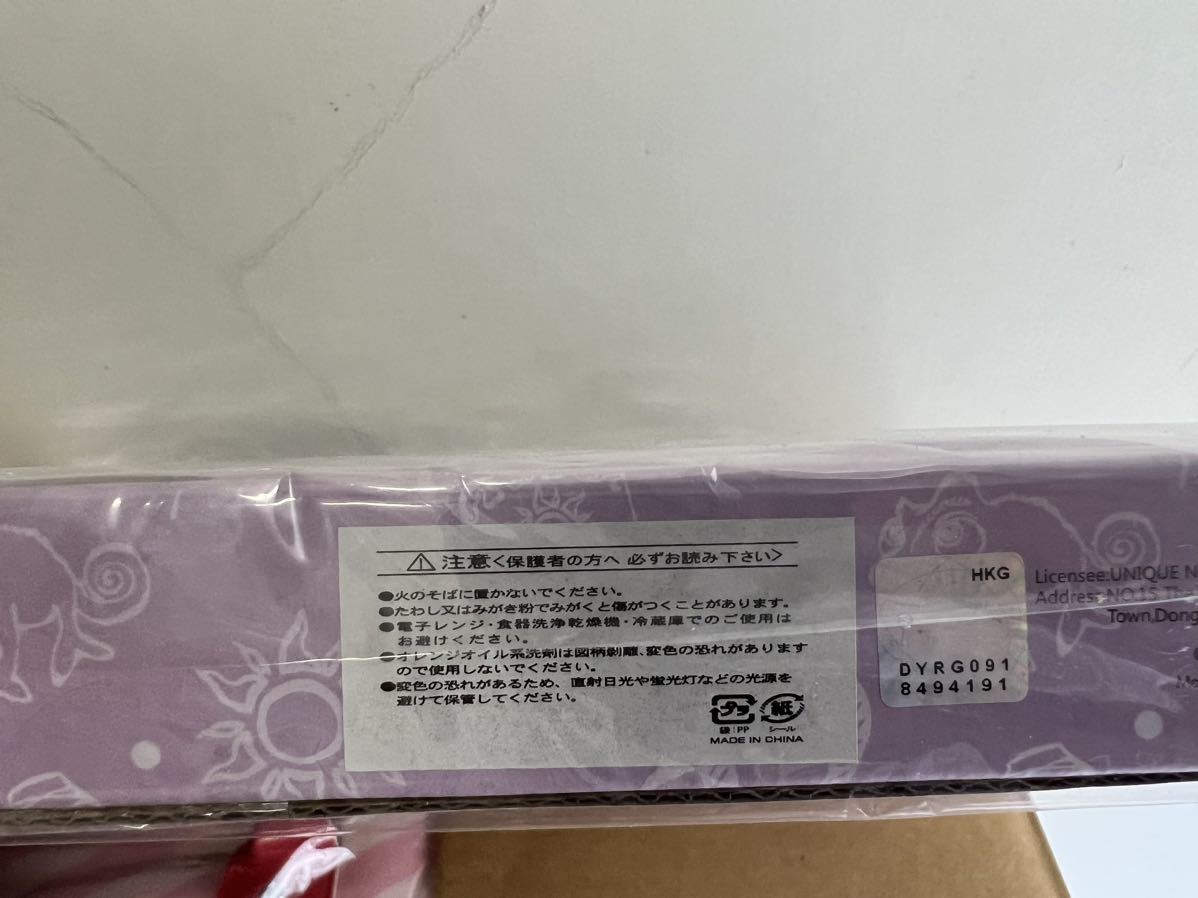 ⚠注意<保護者の方へ 必ずお読み下さい>
●火のそばに置かないでください。
●たわし又はみがき粉でみがくと傷がつくことがあります。
●電子レンジ・食器洗浄乾燥機・冷蔵庫でのご使用は
お避けください。
●オレンジオイル系洗剤は図柄剥離、変色の恐れがあります
ので使用しないでください。
●変色の恐れがあるため、直射日光や蛍光灯などの光源を
避けて保管してください。
プラ 紙
袋:PP シール
MADE IN CHINA
HKG
DYRG091
8494191
Licensee:UNIQUE
Address:NO.15
Town,Dong